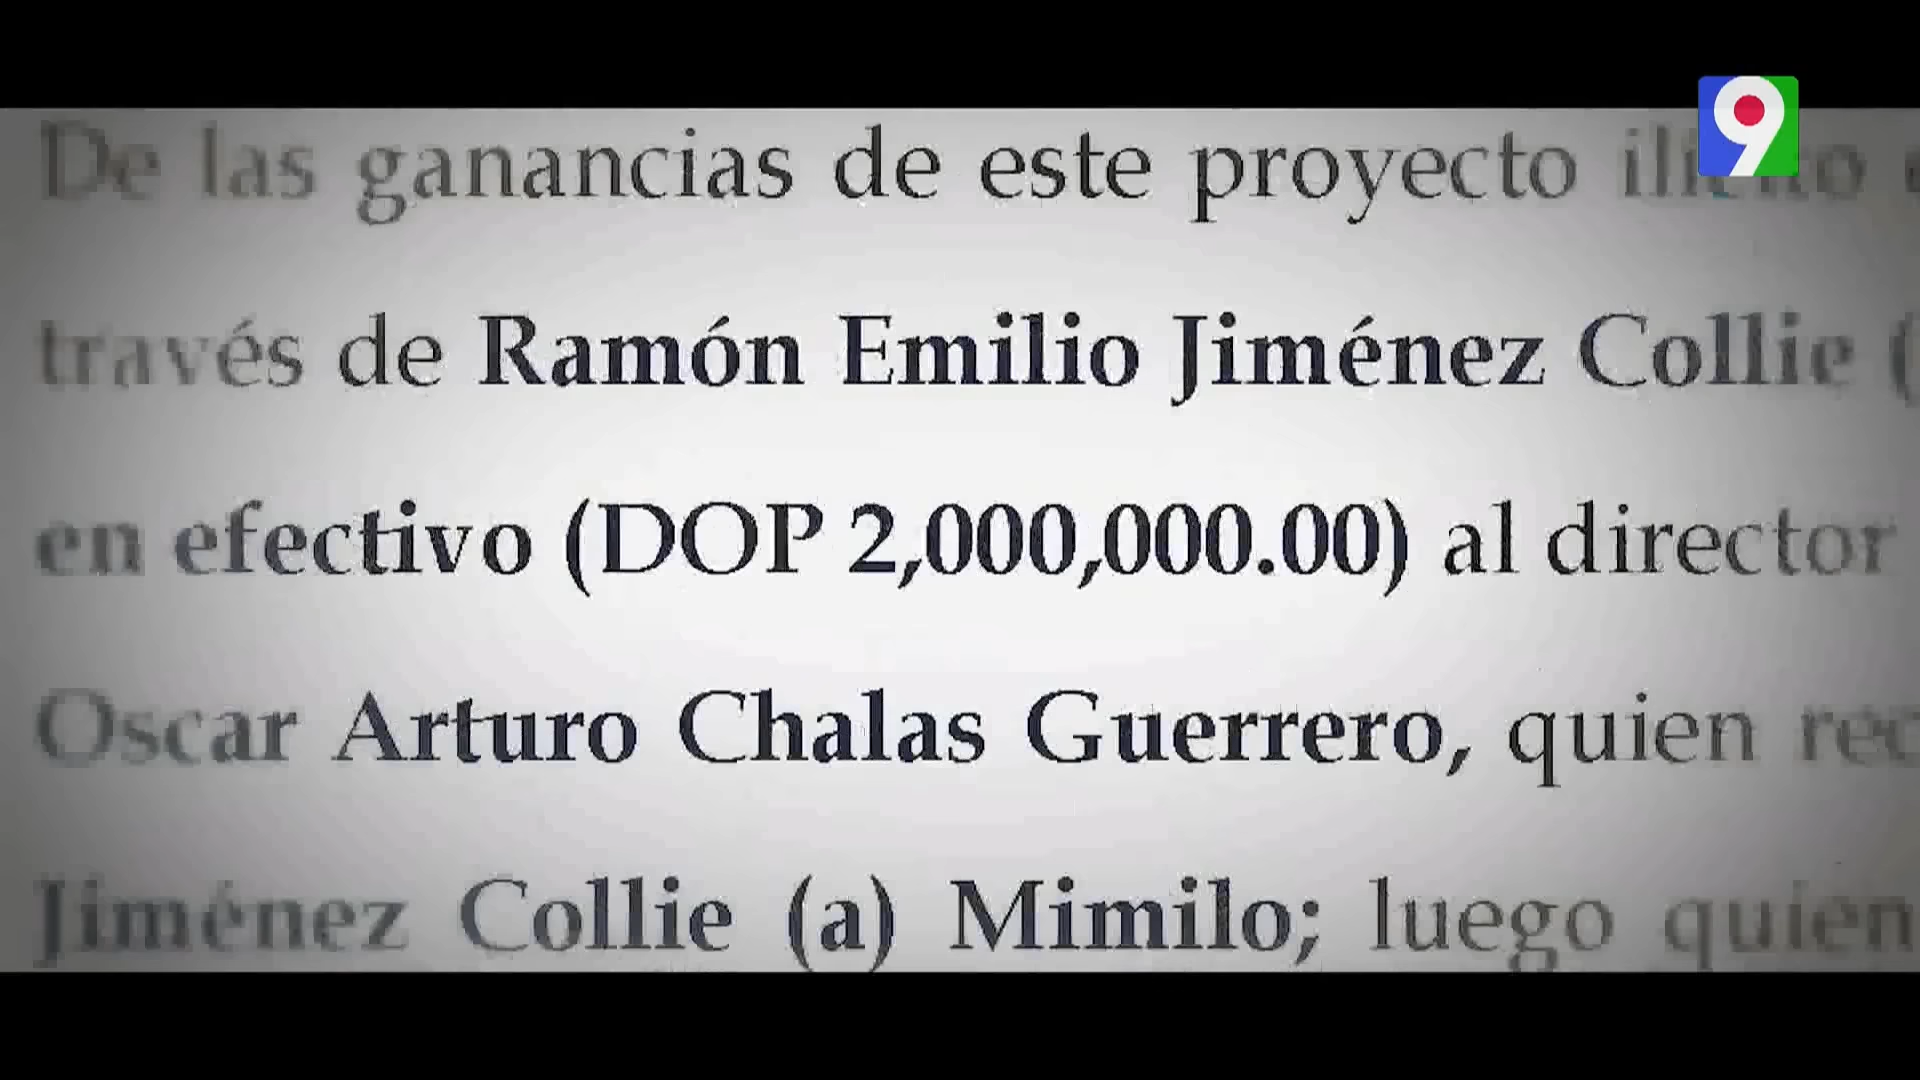 De las ganancias de este proyecto
través de Ramón Emilio Jiménez Collie (
en efectivo (DOP 2,000,000.00) al director
Oscar Arturo Chalas Guerrero, quien
Jiménez Collie (a) Mimilo; luego quien
9